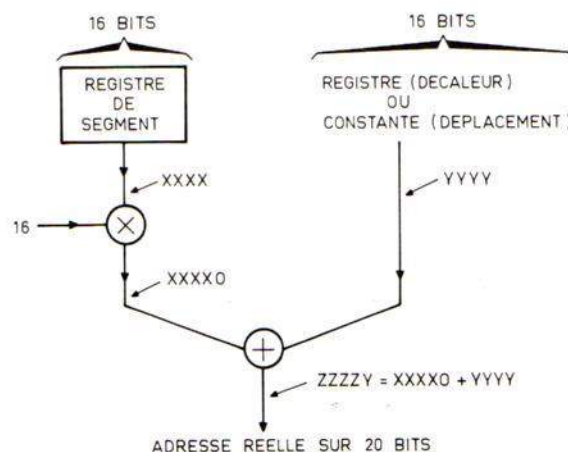 16 BITS
16 BITS
REGISTRE
DE
SEGMENT
REGISTRE (DECALEUR)
OU
CONSTANTE (DEPLACEMENT)
XXXX
YYYY
16
×
XXXX0
+
ZZZZY = XXXX0 + YYYY
ADRESSE REELLE SUR 20 BITS